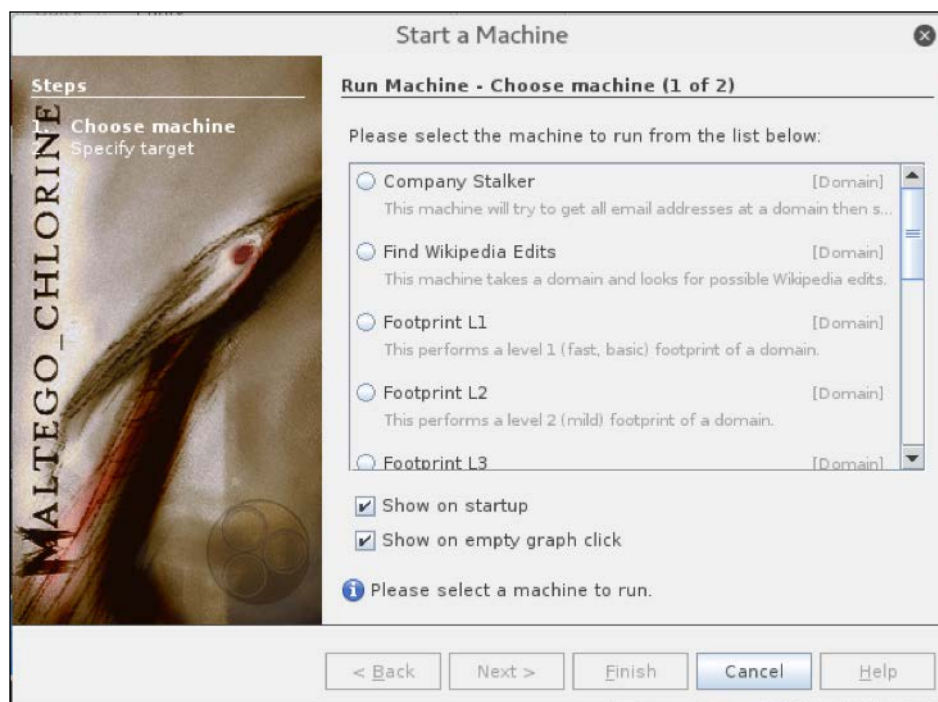 Start a Machine
Steps
1. Choose machine
2. Specify target
MALTEGO_CHLORINE
Run Machine - Choose machine (1 of 2)
Please select the machine to run from the list below:
Company Stalker [Domain]
This machine will try to get all email addresses at a domain then s...
Find Wikipedia Edits [Domain]
This machine takes a domain and looks for possible Wikipedia edits.
Footprint L1 [Domain]
This performs a level 1 (fast, basic) footprint of a domain.
Footprint L2 [Domain]
This performs a level 2 (mild) footprint of a domain.
Footprint L3 [Domain]
Show on startup
Show on empty graph click
Please select a machine to run.
< Back Next > Finish Cancel Help